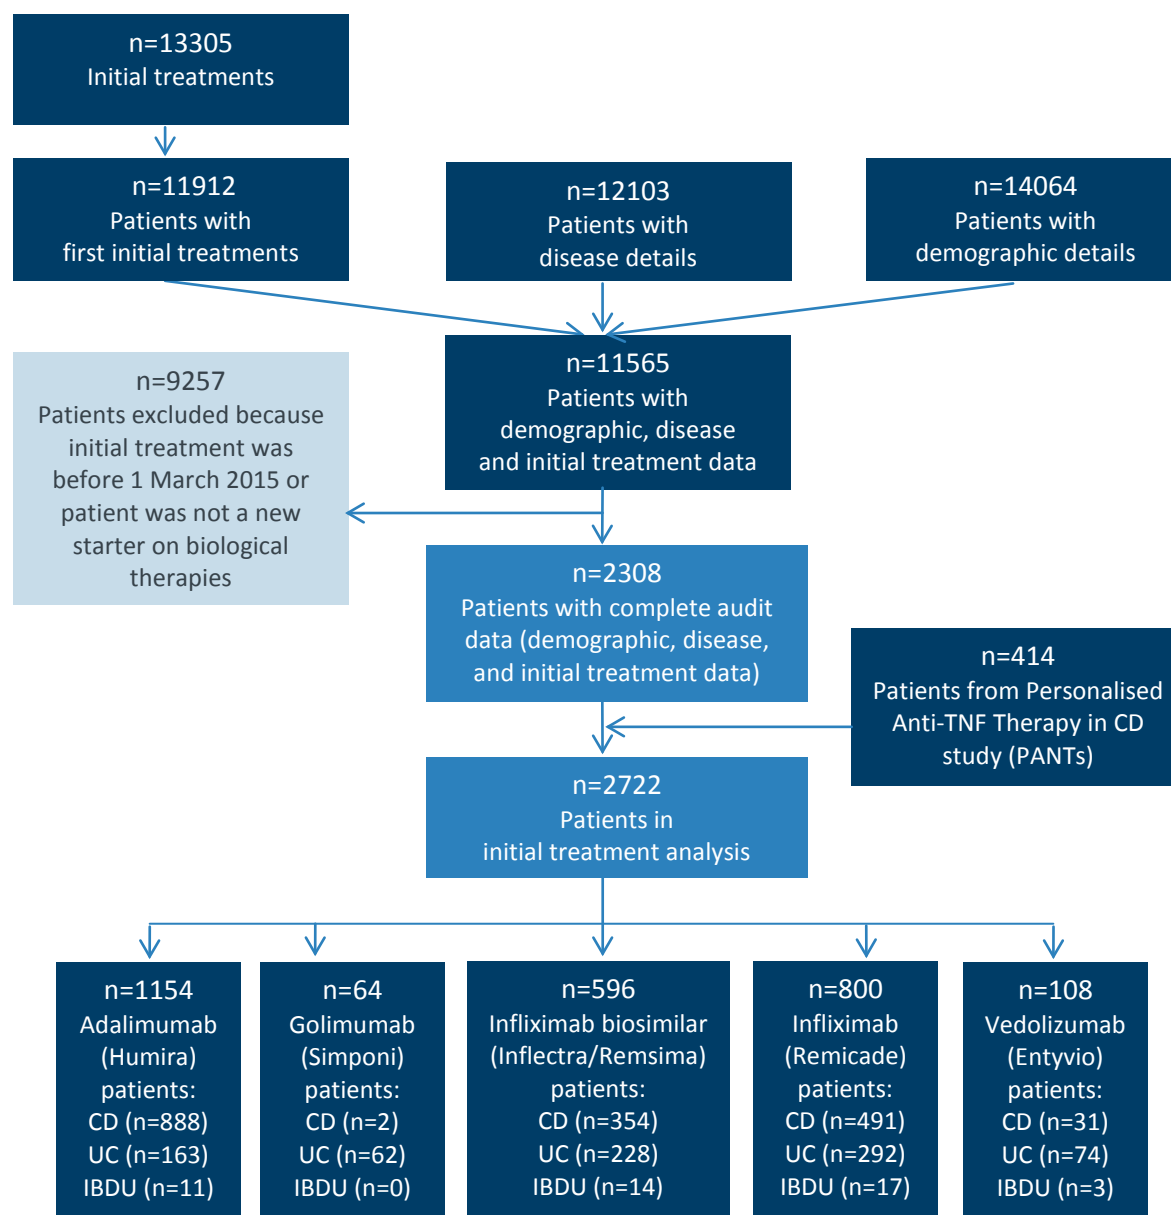 n=13305
Initial treatments
n=11912
Patients with
first initial treatments
n=12103
Patients with
disease details
n=14064
Patients with
demographic details
n=11565
Patients with
demographic, disease
and initial treatment data
n=9257
Patients excluded because
initial treatment was
before 1 March 2015 or
patient was not a new
starter on biological
therapies
n=2308
Patients with complete audit
data (demographic, disease,
and initial treatment data)
n=414
Patients from Personalised
Anti-TNF Therapy in CD
study (PANTs)
n=2722
Patients in
initial treatment analysis
n=1154
Adalimumab
(Humira)
patients:
CD (n=888)
UC (n=163)
IBDU (n=11)
n=64
Golimumab
(Simponi)
patients:
CD (n=2)
UC (n=62)
IBDU (n=0)
n=596
Infliximab biosimilar
(Inflectra/Remsima)
patients:
CD (n=354)
UC (n=228)
IBDU (n=14)
n=800
Infliximab
(Remicade)
patients:
CD (n=491)
UC (n=292)
IBDU (n=17)
n=108
Vedolizumab
(Entyvio)
patients:
CD (n=31)
UC (n=74)
IBDU (n=3)